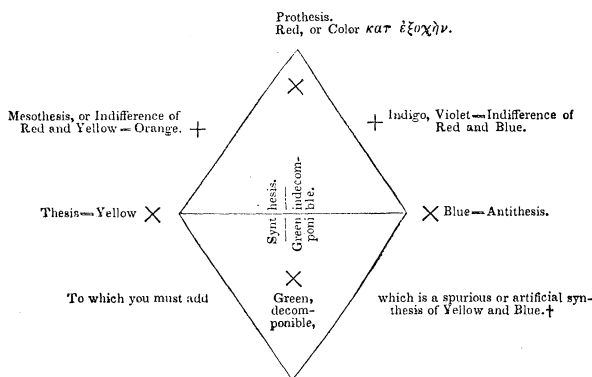 Prothesis.
Red, or Color κατ ἐξοχὴν.
Mesothesis, or Indifference of
Red and Yellow = Orange.
Indigo, Violet = Indifference of
Red and Blue.
Synthesis.
Green indecom-
ponible.
Thesis = Yellow
Blue = Antithesis.
To which you must add
Green,
decom-
ponible,
which is a spurious or artificial syn-
thesis of Yellow and Blue.†